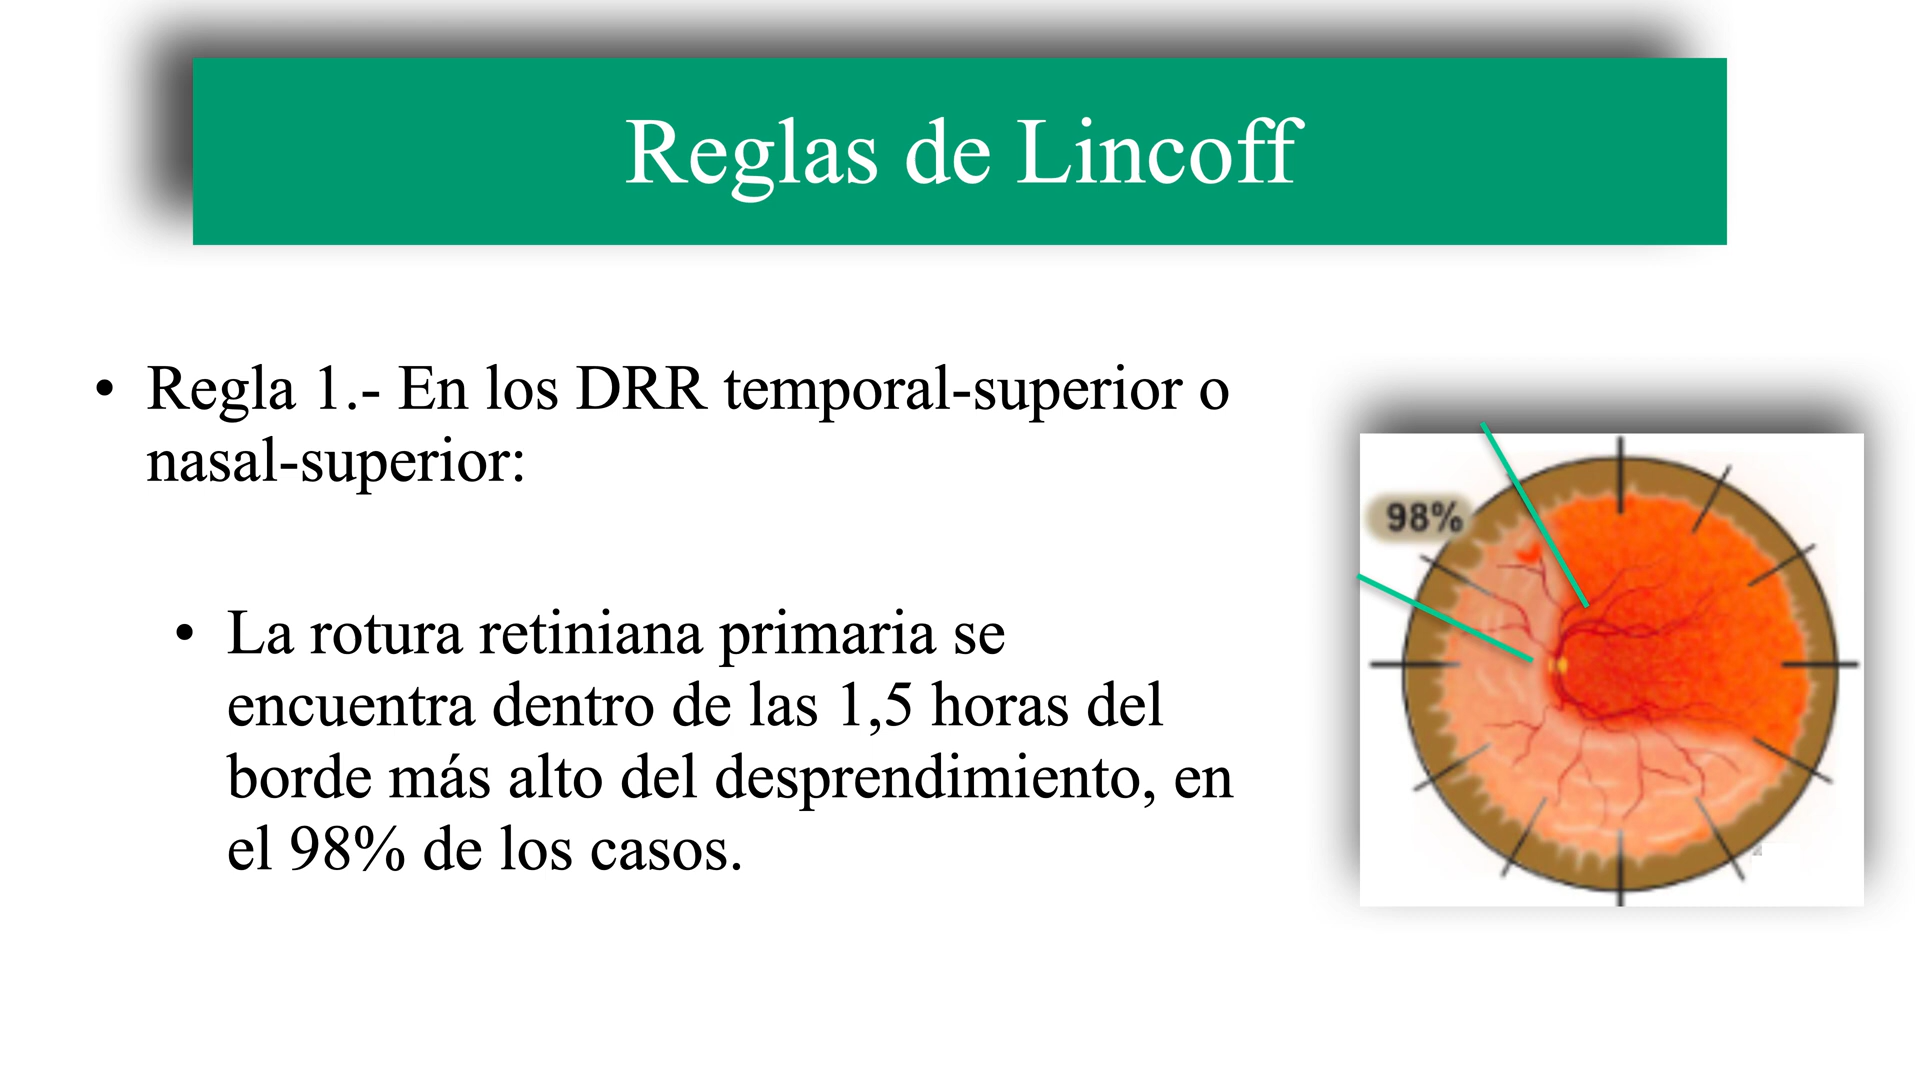 Reglas de Lincoff
• Regla 1.- En los DRR temporal-superior o
nasal-superior:
98%
• La rotura retiniana primaria se
encuentra dentro de las 1,5 horas del
borde más alto del desprendimiento, en
el 98% de los casos.